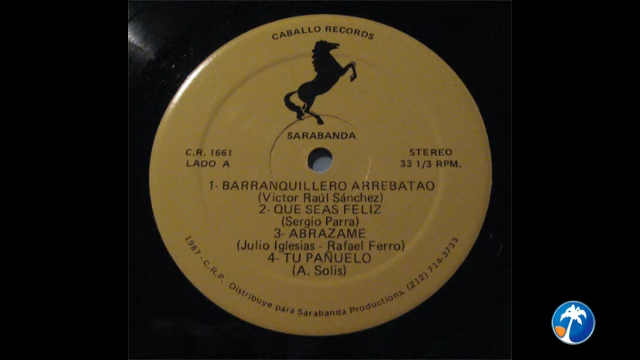 CABALLO RECORDS
SARABANDA
C.R. 1661
LADO A
STEREO
33 1/3 RPM.
1- BARRANQUILLERO ARREBATAO
(Victor Raúl Sánchez)
2- QUE SEAS FELIZ
(Sergio Parra)
3- ABRAZAME
(Julio Iglesias - Rafael Ferro)
4- TU PAÑUELO
(A. Solis)
1987 - C.R.P. Distribuye para Sarabanda Productions. (212) 714-3733